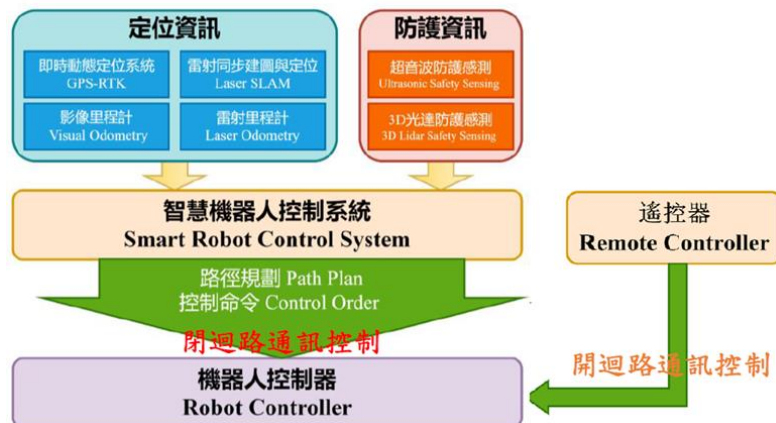 定位資訊
即時動態定位系統
GPS-RTK
雷射同步建圖與定位
Laser SLAM
影像里程計
Visual Odometry
雷射里程計
Laser Odometry
防護資訊
超音波防護感測
Ultrasonic Safety Sensing
3D光達防護感測
3D Lidar Safety Sensing
智慧機器人控制系統
Smart Robot Control System
遙控器
Remote Controller
路徑規劃 Path Plan
控制命令 Control Order
閉迴路通訊控制
開迴路通訊控制
機器人控制器
Robot Controller